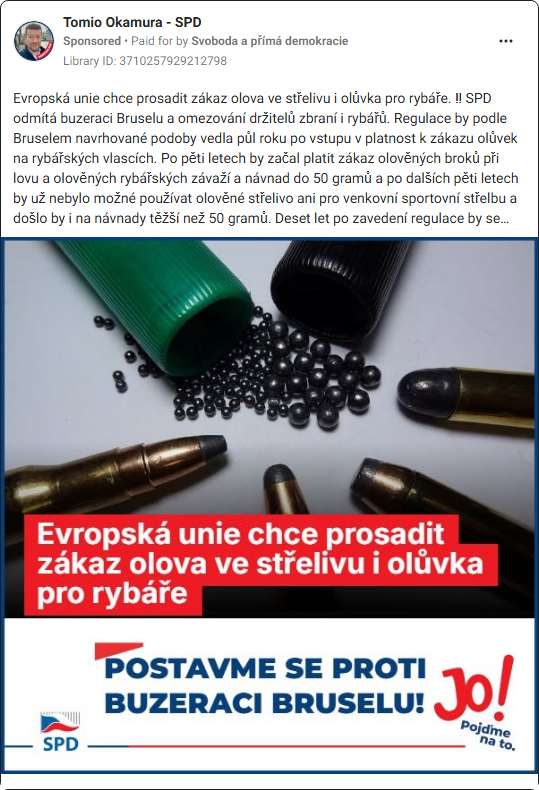 Tomio Okamura - SPD
Sponsored • Paid for by Svoboda a přímá demokracie
Library ID: 3710257929212798
Evropská unie chce prosadit zákaz olova ve střelivu i olůvka pro rybáře. ‼ SPD
odmítá buzeraci Bruselu a omezování držitelů zbraní i rybářů. Regulace by podle
Bruselem navrhované podoby vedla půl roku po vstupu v platnost k zákazu olůvek
na rybářských vlascích. Po pěti letech by začal platit zákaz olověných broků při
lovu a olověných rybářských závaží a návnad do 50 gramů a po dalších pěti letech
by už nebylo možné používat olověné střelivo ani pro venkovní sportovní střelbu a
došlo by i na návnady těžší než 50 gramů. Deset let po zavedení regulace by se…
Evropská unie chce prosadit
zákaz olova ve střelivu i olůvka
pro rybáře
POSTAVME SE PROTI
BUZERACI BRUSELU!
Jo!
Pojďme
na to.
SPD